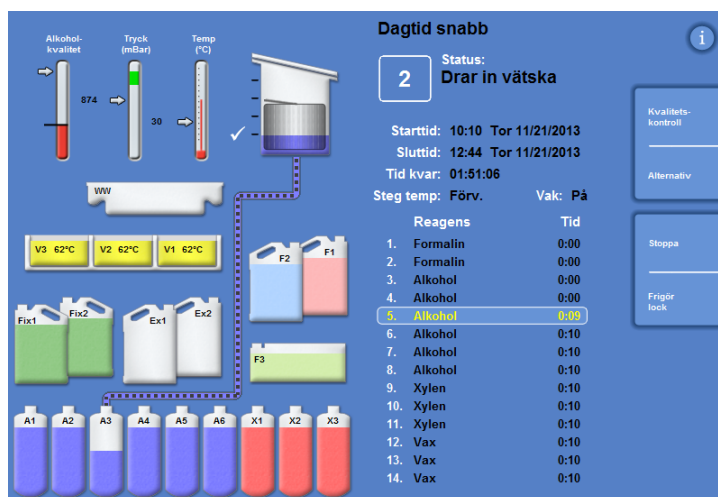 Alkohol-
kvalitet
Tryck
(mBar)
Temp
(°C)
874
30
WW
V3 62°C
V2 62°C
V1 62°C
F2
F1
Fix1
Fix2
Ex1
Ex2
F3
A1
A2
A3
A4
A5
A6
X1
X2
X3
Dagtid snabb
i
2
Status:
Drar in vätska
Starttid: 10:10 Tor 11/21/2013
Sluttid: 12:44 Tor 11/21/2013
Tid kvar: 01:51:06
Steg temp: Förv. Vak: På
Reagens Tid
1. Formalin 0:00
2. Formalin 0:00
3. Alkohol 0:00
4. Alkohol 0:00
5. Alkohol 0:09
6. Alkohol 0:10
7. Alkohol 0:10
8. Alkohol 0:10
9. Xylen 0:10
10. Xylen 0:10
11. Xylen 0:10
12. Vax 0:10
13. Vax 0:10
14. Vax 0:10
Kvalitets-
kontroll
Alternativ
Stoppa
Frigör
lock